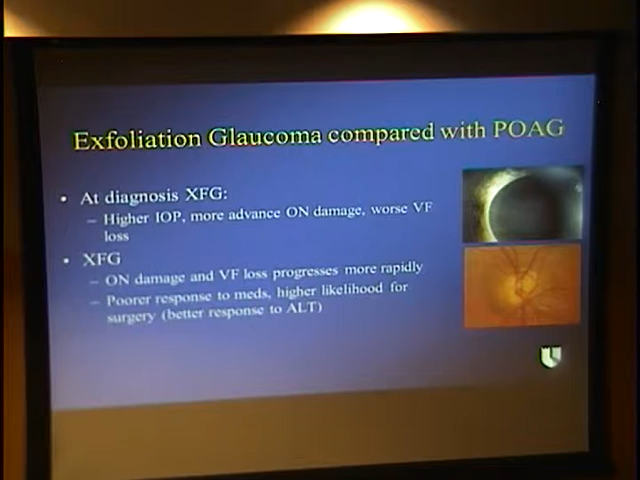 Exfoliation Glaucoma compared with POAG
• At diagnosis XFG:
– Higher IOP, more advance ON damage, worse VF
loss
• XFG
– ON damage and VF loss progresses more rapidly
– Poorer response to meds, higher likelihood for
surgery (better response to ALT)